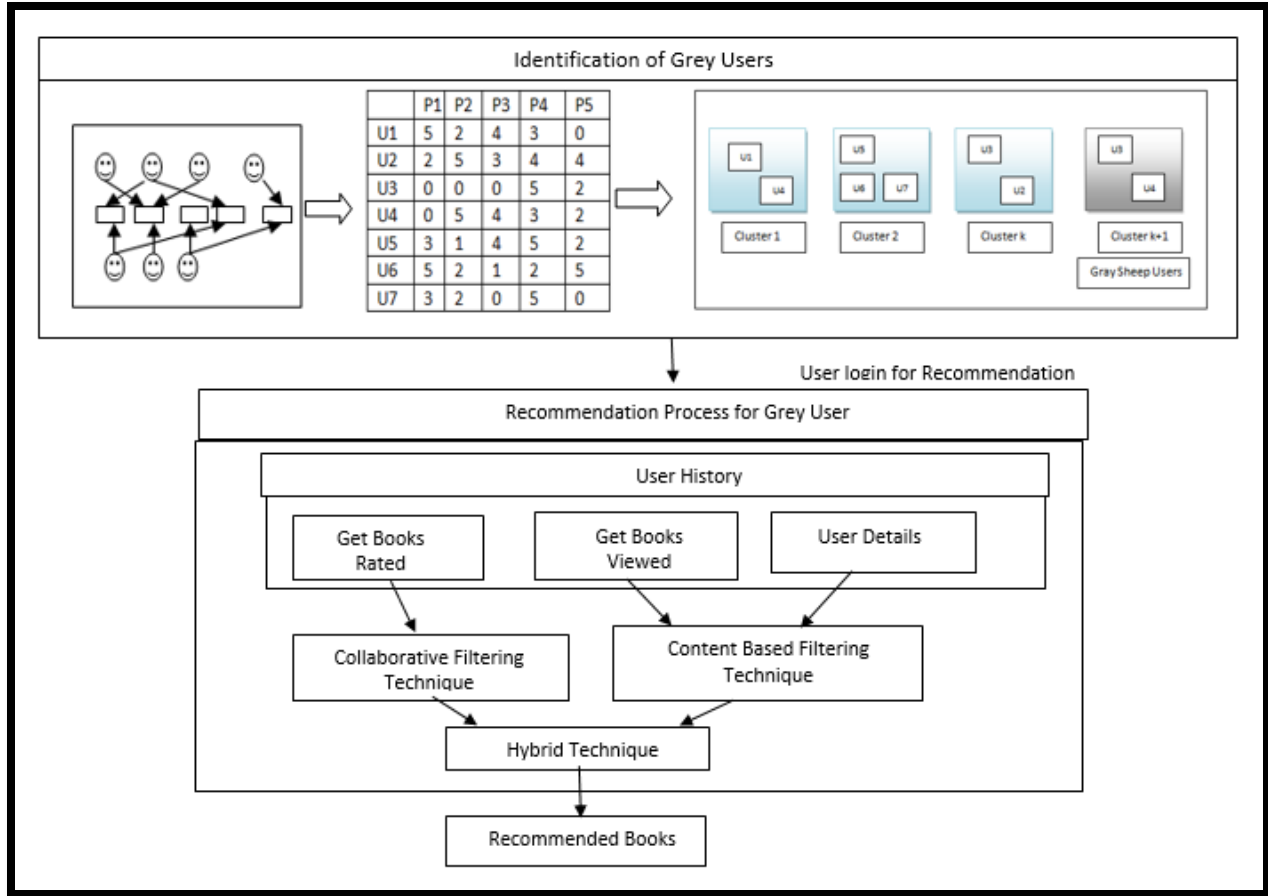 Identification of Grey Users
P1 P2 P3 P4 P5
U1 5 2 4 3 0
U2 2 5 3 4 4
U3 0 0 0 5 2
U4 0 5 4 3 2
U5 3 1 4 5 2
U6 5 2 1 2 5
U7 3 2 0 5 0
U1
U4
Cluster 1
U5
U6 U7
Cluster 2
U3
U2
Cluster k
U3
U4
Cluster k+1
Gray Sheep Users
User login for Recommendation
Recommendation Process for Grey User
User History
Get Books
Rated
Get Books
Viewed
User Details
Collaborative Filtering
Technique
Content Based Filtering
Technique
Hybrid Technique
Recommended Books